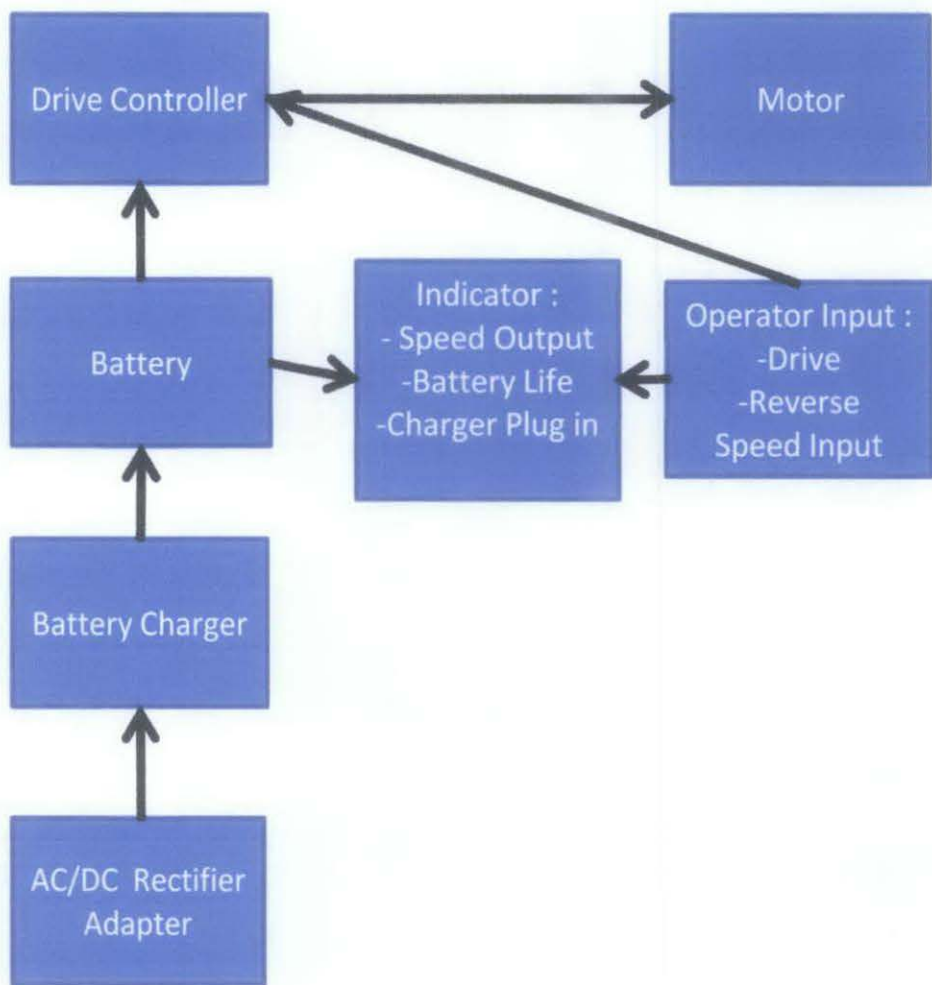 Drive Controller
Motor
Battery
Indicator :
- Speed Output
-Battery Life
-Charger Plug in
Operator Input :
-Drive
-Reverse
Speed Input
Battery Charger
AC/DC Rectifier
Adapter